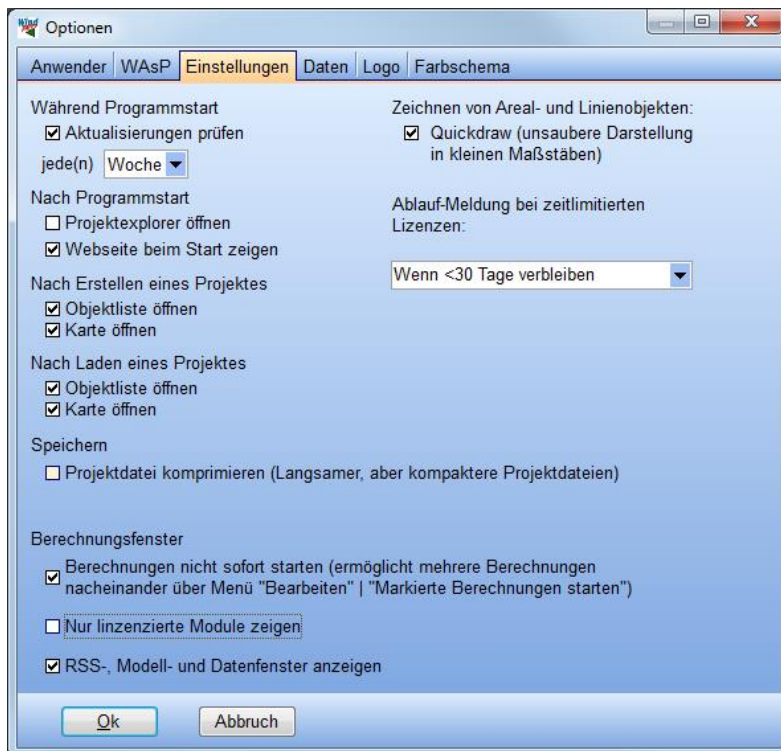 Wind
Optionen
Anwender WAsP Einstellungen Daten Logo Farbschema
Während Programmstart
Aktualisierungen prüfen
jede(n) Woche
Nach Programmstart
Projektexplorer öffnen
Webseite beim Start zeigen
Nach Erstellen eines Projektes
Objektliste öffnen
Karte öffnen
Nach Laden eines Projektes
Objektliste öffnen
Karte öffnen
Speichern
Projektdatei komprimieren (Langsamer, aber kompaktere Projektdateien)
Zeichnen von Areal- und Linienobjekten:
Quickdraw (unsaubere Darstellung
in kleinen Maßstäben)
Ablauf-Meldung bei zeitlimitierten
Lizenzen:
Wenn <30 Tage verbleiben
Berechnungsfenster
Berechnungen nicht sofort starten (ermöglicht mehrere Berechnungen
nacheinander über Menü "Bearbeiten" | "Markierte Berechnungen starten")
Nur linzenzierte Module zeigen
RSS-, Modell- und Datenfenster anzeigen
Ok Abbruch